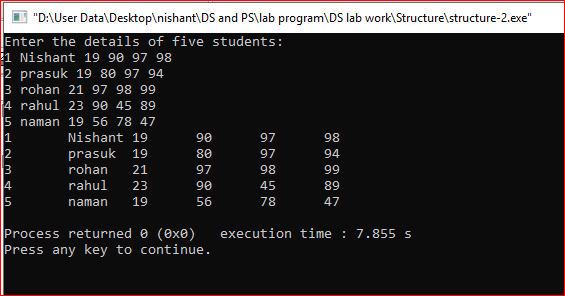 "D:\User Data\Desktop\nishant\DS and PS\lab program\DS lab work\Structure\structure-2.exe"
Enter the details of five students:
1 Nishant 19 90 97 98
2 prasuk 19 80 97 94
3 rohan 21 97 98 99
4 rahul 23 90 45 89
5 naman 19 56 78 47
1       Nishant 19      90      97      98
2       prasuk  19      80      97      94
3       rohan   21      97      98      99
4       rahul   23      90      45      89
5       naman   19      56      78      47
Process returned 0 (0x0)   execution time : 7.855 s
Press any key to continue.